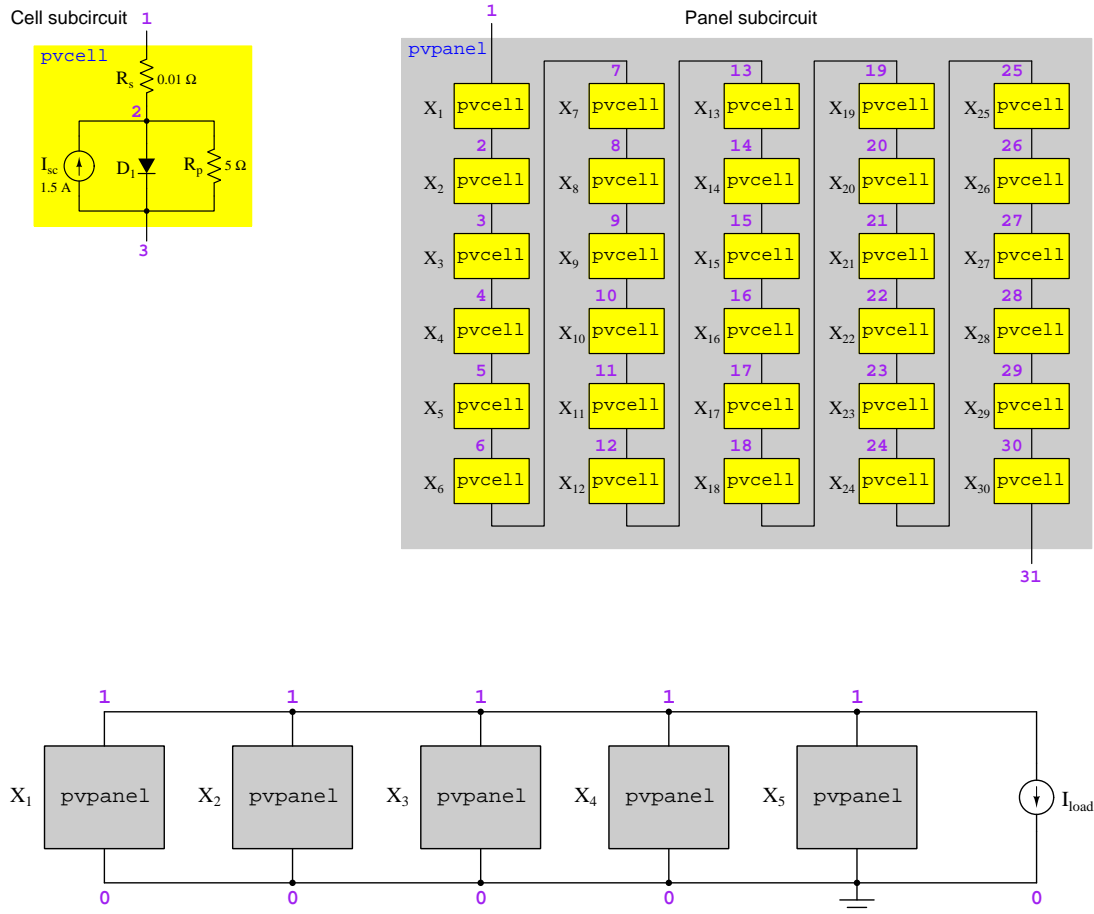 Cell subcircuit
1
pvcell
Rs 0.01 Ω
2
Isc
1.5 A
D1
Rp
5 Ω
3
Panel subcircuit
1
pvpanel
7 13 19 25
X1 pvcell X7 pvcell X13 pvcell X19 pvcell X25 pvcell
2 8 14 20 26
X2 pvcell X8 pvcell X14 pvcell X20 pvcell X26 pvcell
3 9 15 21 27
X3 pvcell X9 pvcell X15 pvcell X21 pvcell X27 pvcell
4 10 16 22 28
X4 pvcell X10 pvcell X16 pvcell X22 pvcell X28 pvcell
5 11 17 23 29
X5 pvcell X11 pvcell X17 pvcell X23 pvcell X29 pvcell
6 12 18 24 30
X6 pvcell X12 pvcell X18 pvcell X24 pvcell X30 pvcell
31
1 1 1 1 1
X1 pvpanel X2 pvpanel X3 pvpanel X4 pvpanel X5 pvpanel Iload
0 0 0 0 0 0